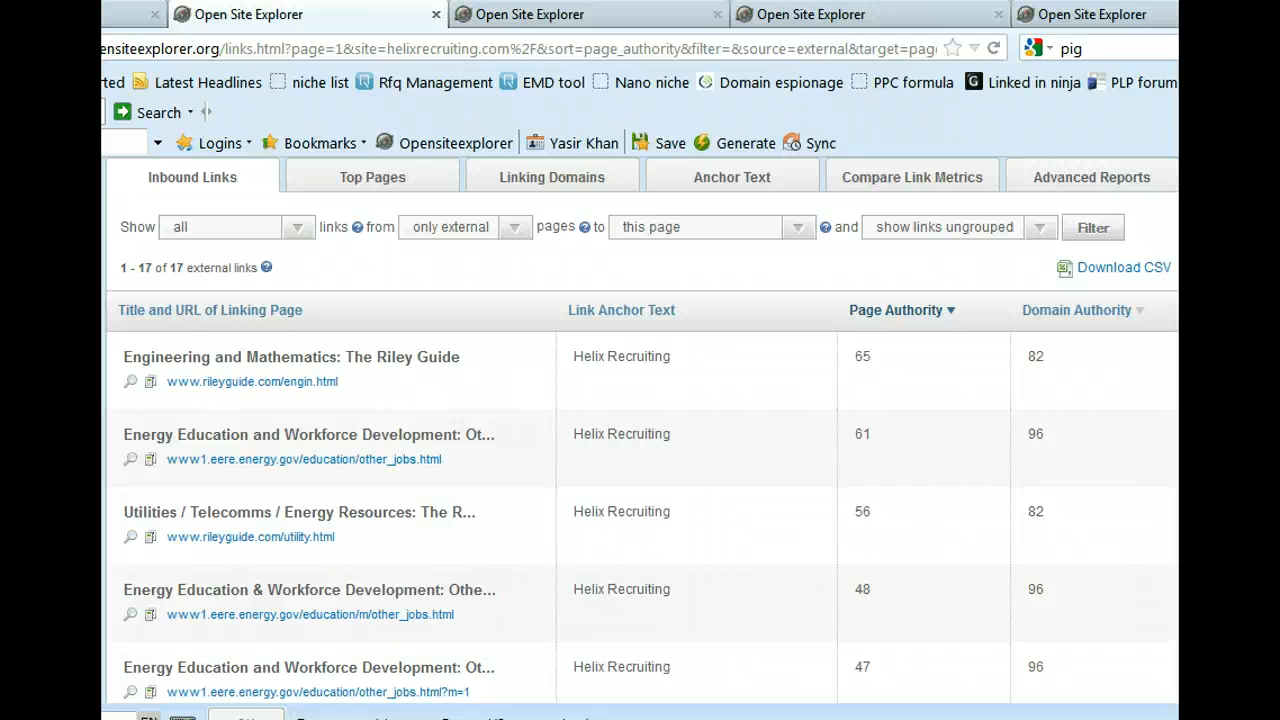 Open Site Explorer
Open Site Explorer
Open Site Explorer
Open Site Explorer
ensiteexplorer.org/links.html?page=1&site=helixrecruiting.com%2F&sort=page_authority&filter=&source=external&target=pag
pig
rted Latest Headlines niche list Rfq Management EMD tool Nano niche Domain espionage PPC formula Linked in ninja PLP forum
Search
Logins Bookmarks Opensiteexplorer Yasir Khan Save Generate Sync
Inbound Links Top Pages Linking Domains Anchor Text Compare Link Metrics Advanced Reports
Show all links ? from only external pages ? to this page ? and show links ungrouped Filter
1 - 17 of 17 external links ?
Download CSV
Title and URL of Linking Page Link Anchor Text Page Authority Domain Authority
Engineering and Mathematics: The Riley Guide Helix Recruiting 65 82
www.rileyguide.com/engin.html
Energy Education and Workforce Development: Ot... Helix Recruiting 61 96
www1.eere.energy.gov/education/other_jobs.html
Utilities / Telecomms / Energy Resources: The R... Helix Recruiting 56 82
www.rileyguide.com/utility.html
Energy Education & Workforce Development: Othe... Helix Recruiting 48 96
www1.eere.energy.gov/education/m/other_jobs.html
Energy Education and Workforce Development: Ot... Helix Recruiting 47 96
www1.eere.energy.gov/education/other_jobs.html?m=1
EN